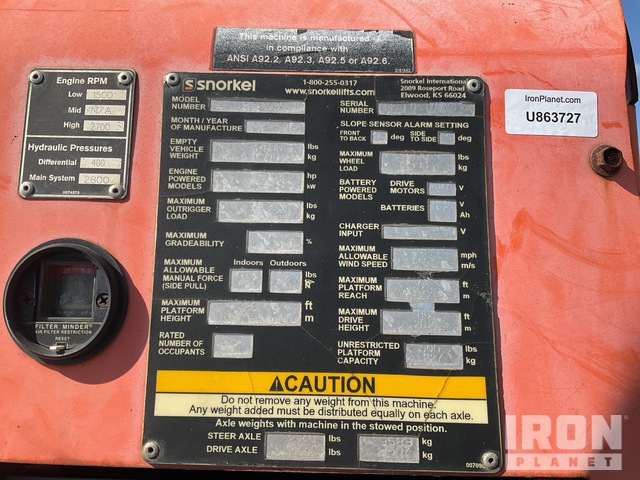 This machine is manufactured
in compliance with
ANSI A92.2, A92.3, A92.5 or A92.6.
Engine RPM
Low 1500
Mid N/A
High 2700
Hydraulic Pressures
Differential 400
Main System 2800
0074873
snorkel
1-800-255-0317
www.snorkellifts.com
Snorkel International
2009 Roseport Road
Elwood, KS 66024
MODEL
NUMBER
MONTH / YEAR
OF MANUFACTURE
EMPTY
VEHICLE
WEIGHT
lbs
kg
ENGINE
POWERED
MODELS
hp
kw
MAXIMUM
OUTRIGGER
LOAD
lbs
kg
MAXIMUM
GRADEABILITY
%
Indoors Outdoors
MAXIMUM
ALLOWABLE
MANUAL FORCE
(SIDE PULL)
lbs
N
MAXIMUM
PLATFORM
HEIGHT
ft
m
RATED
NUMBER OF
OCCUPANTS
SERIAL
NUMBER
SLOPE SENSOR ALARM SETTING
FRONT
TO BACK
deg
SIDE
TO SIDE
deg
MAXIMUM
WHEEL
LOAD
lbs
kg
BATTERY
POWERED
MODELS
DRIVE
MOTORS
V
BATTERIES
V
Ah
CHARGER
INPUT
V
MAXIMUM
ALLOWABLE
WIND SPEED
mph
m/s
MAXIMUM
PLATFORM
REACH
ft
m
MAXIMUM
DRIVE
HEIGHT
ft
m
UNRESTRICTED
PLATFORM
CAPACITY
lbs
kg
CAUTION
Do not remove any weight from this machine.
Any weight added must be distributed equally on each axle.
Axle weights with machine in the stowed position.
STEER AXLE lbs kg
DRIVE AXLE lbs kg
FILTER MINDER
AIR FILTER RESTRICTION
RESET
IronPlanet.com
U863727
IRON
PLANET